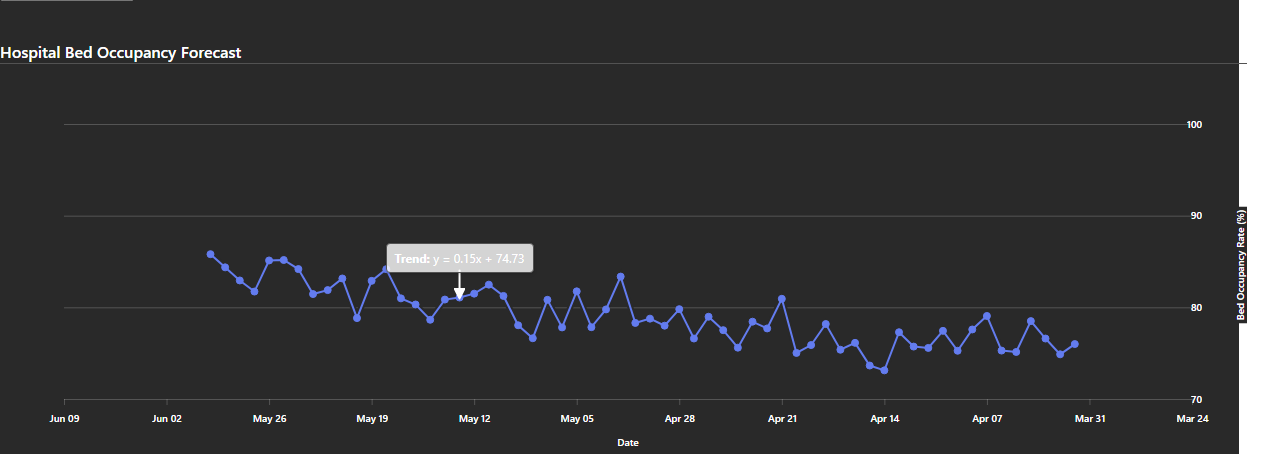 Hospital Bed Occupancy Forecast
100
90
Trend: y = 0.15x + 74.73
80
70
Bed Occupancy Rate (%)
Jun 09 Jun 02 May 26 May 19 May 12 May 05 Apr 28 Apr 21 Apr 14 Apr 07 Mar 31 Mar 24
Date